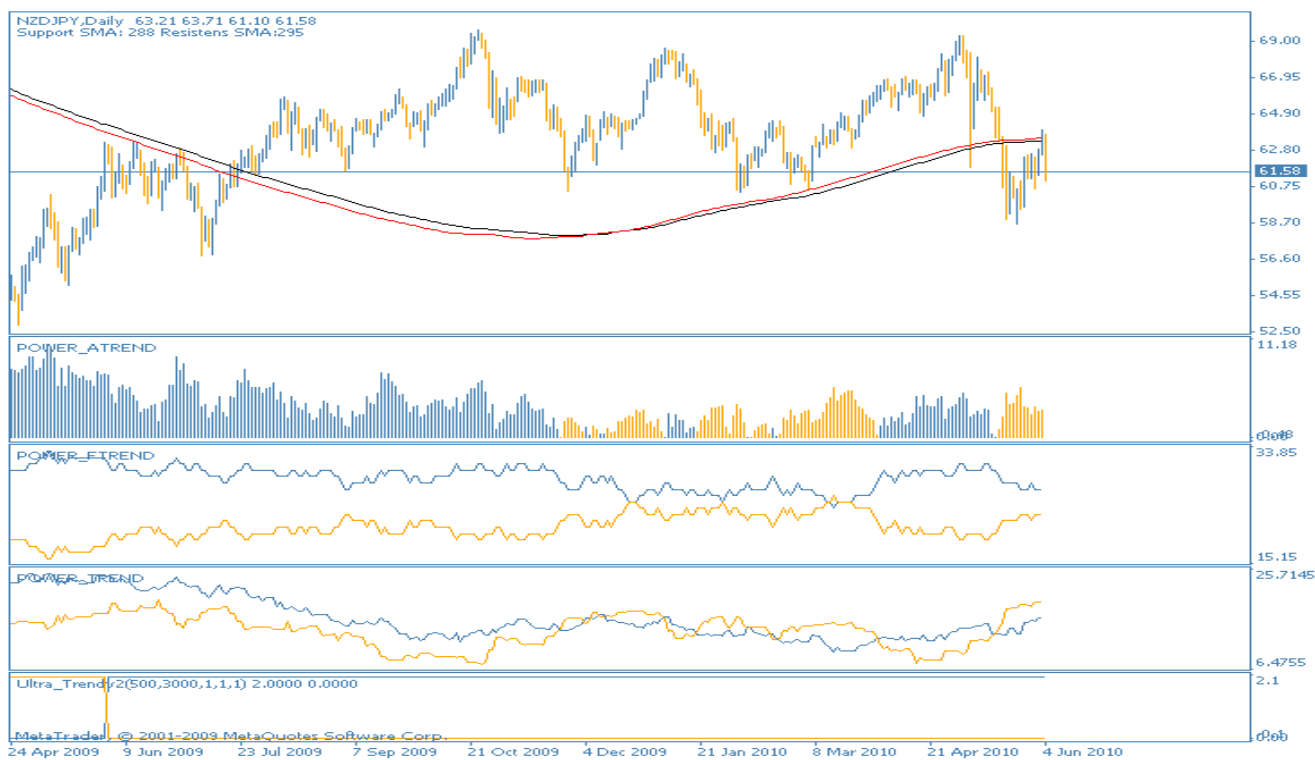 NZDJPY,Daily 63.21 63.71 61.10 61.58
Support SMA: 288 Resistens SMA:295
69.00
66.95
64.90
62.80
61.58
60.75
58.70
56.60
54.55
52.50
POWER_ATREND
11.18
0.00
POWER_FTREND
33.85
15.15
POWER_TREND
25.7145
6.4755
Ultra_Trendv2(500,3000,1,1,1) 2.0000 0.0000
2.1
0.00
MetaTrader, © 2001-2009 MetaQuotes Software Corp.
24 Apr 2009 9 Jun 2009 23 Jul 2009 7 Sep 2009 21 Oct 2009 4 Dec 2009 21 Jan 2010 8 Mar 2010 21 Apr 2010 4 Jun 2010